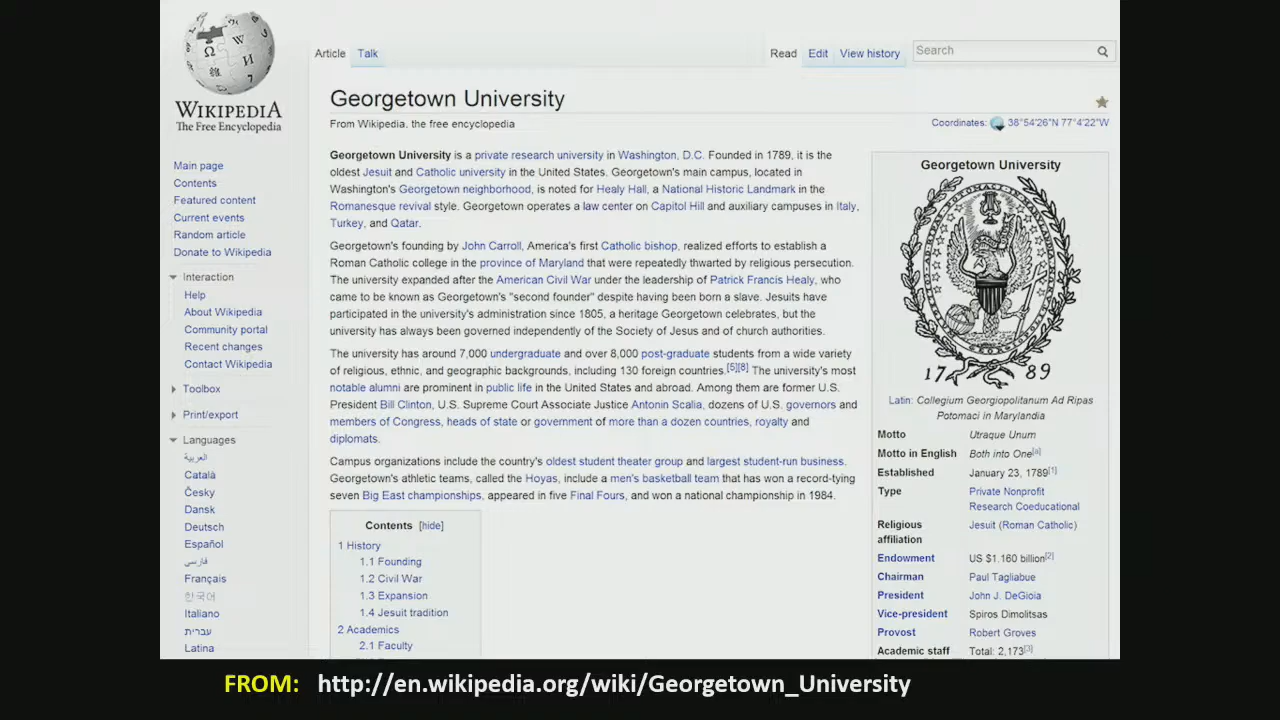 WIKIPEDIA
The Free Encyclopedia
Main page
Contents
Featured content
Current events
Random article
Donate to Wikipedia
Interaction
Help
About Wikipedia
Community portal
Recent changes
Contact Wikipedia
Toolbox
Print/export
Languages
العربية
Català
Česky
Dansk
Deutsch
Español
فارسی
Français
한국어
Italiano
עברית
Latina
Article Talk
Read Edit View history
Search
Georgetown University
From Wikipedia, the free encyclopedia
Coordinates: 38°54′26″N 77°4′22″W
Georgetown University is a private research university in Washington, D.C. Founded in 1789, it is the
oldest Jesuit and Catholic university in the United States. Georgetown's main campus, located in
Washington's Georgetown neighborhood, is noted for Healy Hall, a National Historic Landmark in the
Romanesque revival style. Georgetown operates a law center on Capitol Hill and auxiliary campuses in Italy,
Turkey, and Qatar.
Georgetown's founding by John Carroll, America's first Catholic bishop, realized efforts to establish a
Roman Catholic college in the province of Maryland that were repeatedly thwarted by religious persecution.
The university expanded after the American Civil War under the leadership of Patrick Francis Healy, who
came to be known as Georgetown's "second founder" despite having been born a slave. Jesuits have
participated in the university's administration since 1805, a heritage Georgetown celebrates, but the
university has always been governed independently of the Society of Jesus and of church authorities.
The university has around 7,000 undergraduate and over 8,000 post-graduate students from a wide variety
of religious, ethnic, and geographic backgrounds, including 130 foreign countries.[5][8] The university's most
notable alumni are prominent in public life in the United States and abroad. Among them are former U.S.
President Bill Clinton, U.S. Supreme Court Associate Justice Antonin Scalia, dozens of U.S. governors and
members of Congress, heads of state or government of more than a dozen countries, royalty and
diplomats.
Campus organizations include the country's oldest student theater group and largest student-run business.
Georgetown's athletic teams, called the Hoyas, include a men's basketball team that has won a record-tying
seven Big East championships, appeared in five Final Fours, and won a national championship in 1984.
Contents [hide]
1 History
1.1 Founding
1.2 Civil War
1.3 Expansion
1.4 Jesuit tradition
2 Academics
2.1 Faculty
Georgetown University
17 89
Latin: Collegium Georgiopolitanum Ad Ripas
Potomaci in Marylandia
Motto Utraque Unum
Motto in English Both into One[a]
Established January 23, 1789[1]
Type Private Nonprofit
Research Coeducational
Religious Jesuit (Roman Catholic)
affiliation
Endowment US $1.160 billion[2]
Chairman Paul Tagliabue
President John J. DeGioia
Vice-president Spiros Dimolitsas
Provost Robert Groves
Academic staff Total: 2,173[3]
FROM: http://en.wikipedia.org/wiki/Georgetown_University